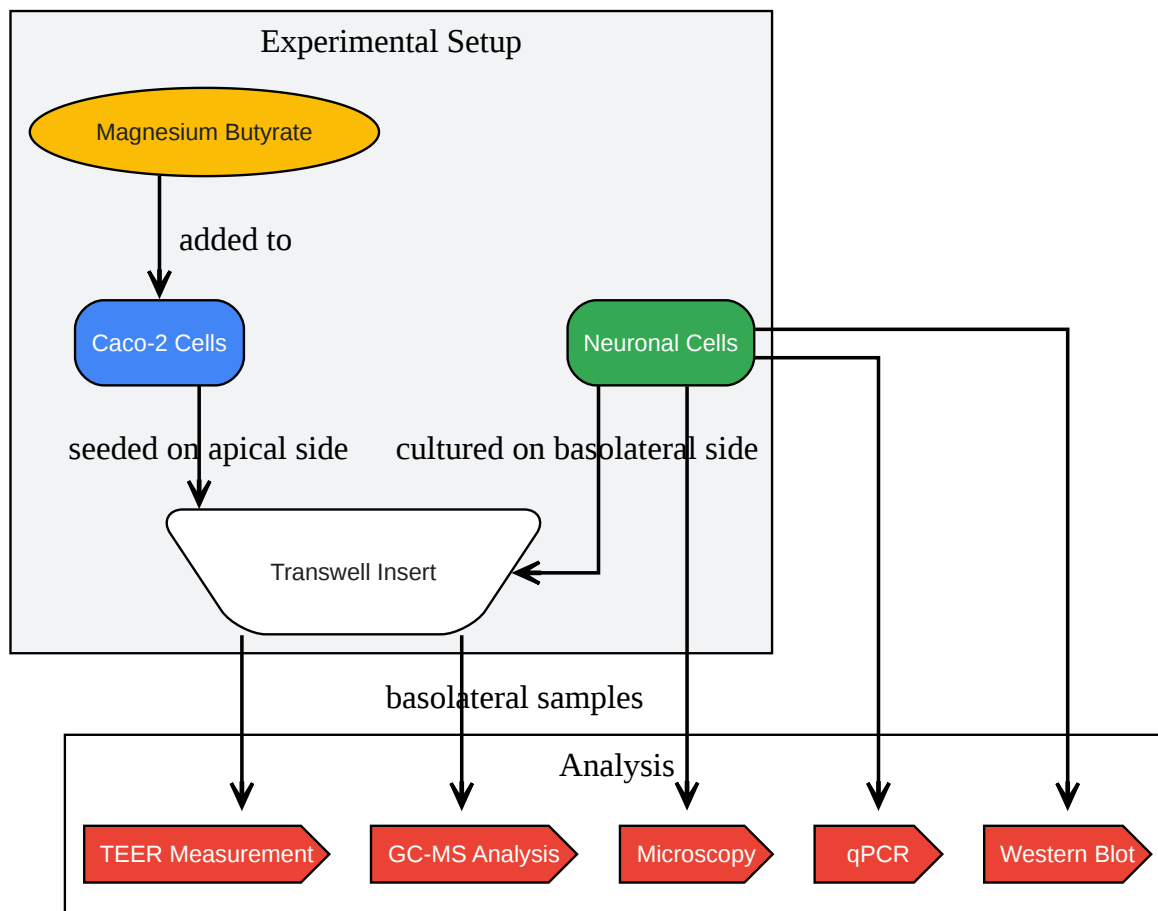 Experimental Setup
Magnesium Butyrate
added to
Caco-2 Cells
Neuronal Cells
seeded on apical side
cultured on basolateral side
Transwell Insert
basolateral samples
Analysis
TEER Measurement
GC-MS Analysis
Microscopy
qPCR
Western Blot